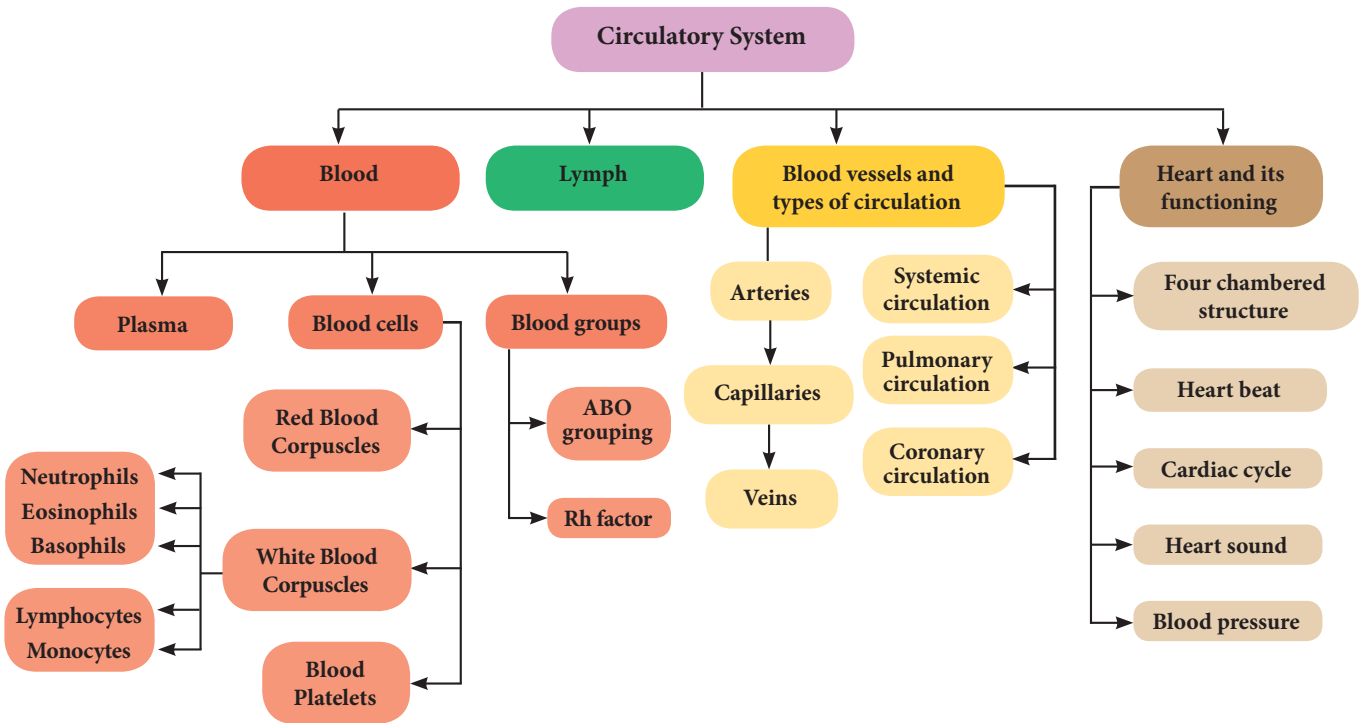 Circulatory System
Blood
Lymph
Blood vessels and
types of circulation
Heart and its
functioning
Plasma
Blood cells
Blood groups
Red Blood
Corpuscles
White Blood
Corpuscles
Blood
Platelets
Neutrophils
Eosinophils
Basophils
Lymphocytes
Monocytes
ABO
grouping
Rh factor
Arteries
Capillaries
Veins
Systemic
circulation
Pulmonary
circulation
Coronary
circulation
Four chambered
structure
Heart beat
Cardiac cycle
Heart sound
Blood pressure